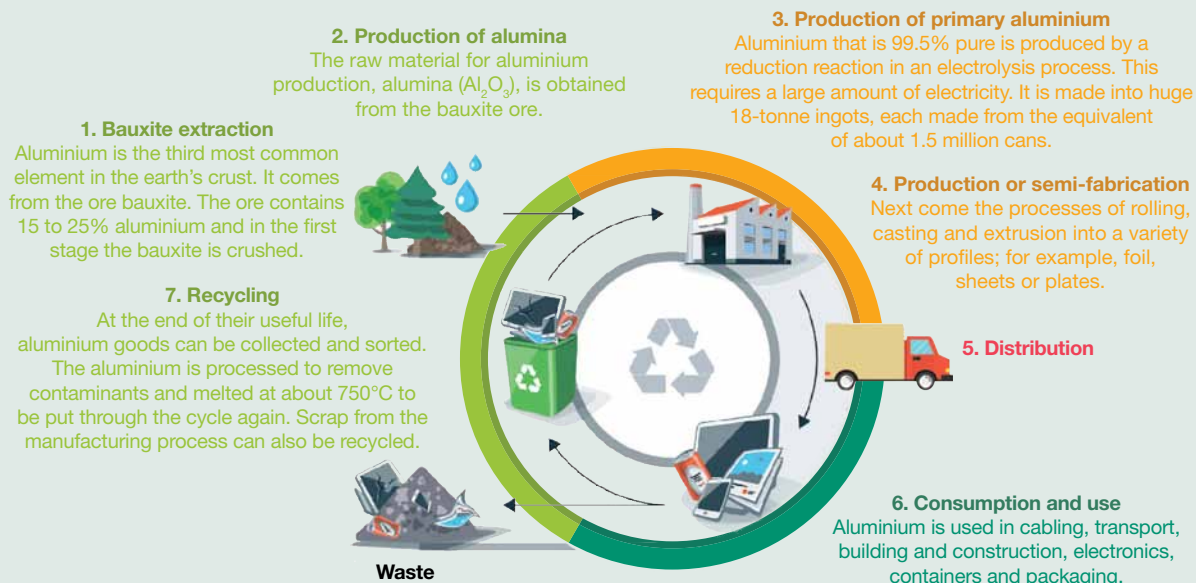 1. Bauxite extraction
Aluminium is the third most common
element in the earth's crust. It comes
from the ore bauxite. The ore contains
15 to 25% aluminium and in the first
stage the bauxite is crushed.
2. Production of alumina
The raw material for aluminium
production, alumina (Al₂O₃), is obtained
from the bauxite ore.
3. Production of primary aluminium
Aluminium that is 99.5% pure is produced by a
reduction reaction in an electrolysis process. This
requires a large amount of electricity. It is made into huge
18-tonne ingots, each made from the equivalent
of about 1.5 million cans.
4. Production or semi-fabrication
Next come the processes of rolling,
casting and extrusion into a variety
of profiles; for example, foil,
sheets or plates.
5. Distribution
6. Consumption and use
Aluminium is used in cabling, transport,
building and construction, electronics,
containers and packaging.
7. Recycling
At the end of their useful life,
aluminium goods can be collected and sorted.
The aluminium is processed to remove
contaminants and melted at about 750°C to
be put through the cycle again. Scrap from the
manufacturing process can also be recycled.
Waste